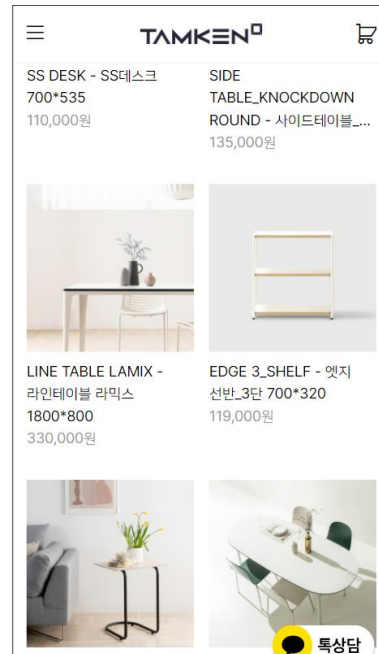 TAMKEN
SS DESK - SS데스크
700*535
110,000원
SIDE
TABLE_KNOCKDOWN
ROUND - 사이드테이블_...
135,000원
LINE TABLE LAMIX -
라인테이블 라믹스
1800*800
330,000원
EDGE 3_SHELF - 엣지
선반_3단 700*320
119,000원
톡상담